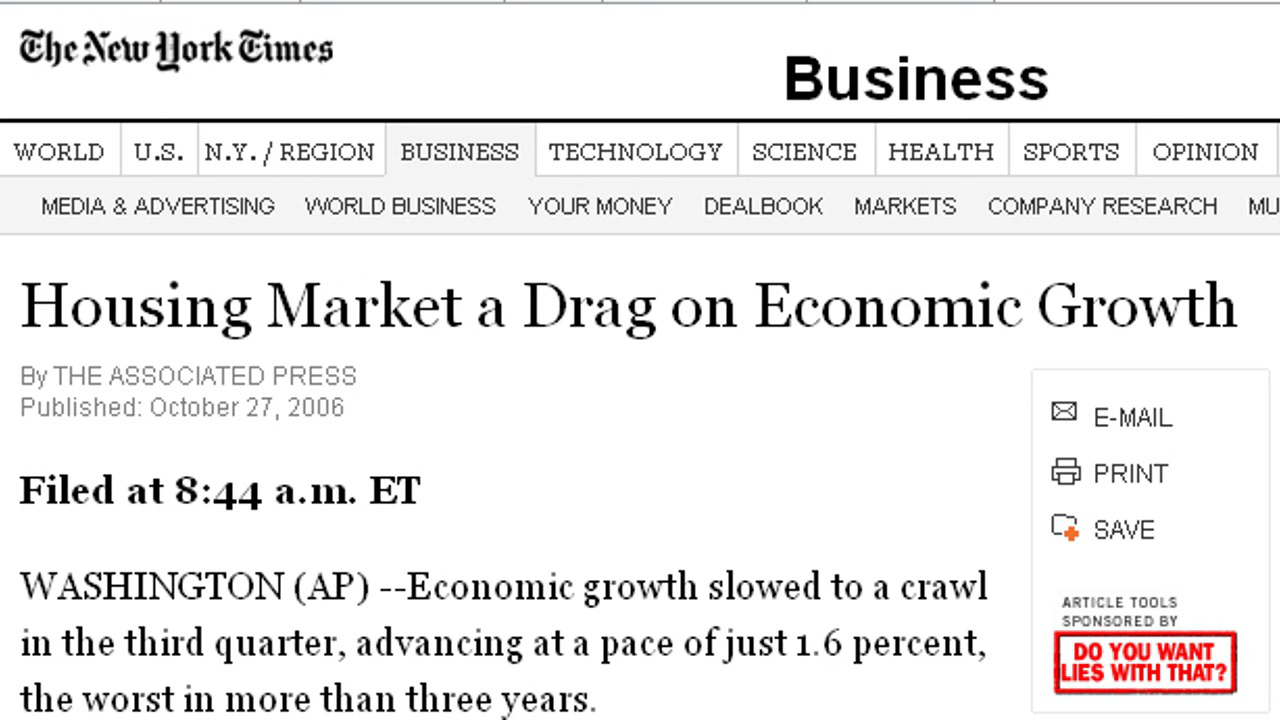 The New York Times
Business
WORLD U.S. N.Y. / REGION BUSINESS TECHNOLOGY SCIENCE HEALTH SPORTS OPINION
MEDIA & ADVERTISING WORLD BUSINESS YOUR MONEY DEALBOOK MARKETS COMPANY RESEARCH MU
Housing Market a Drag on Economic Growth
By THE ASSOCIATED PRESS
Published: October 27, 2006
Filed at 8:44 a.m. ET
WASHINGTON (AP) --Economic growth slowed to a crawl
in the third quarter, advancing at a pace of just 1.6 percent,
the worst in more than three years.
E-MAIL
PRINT
SAVE
ARTICLE TOOLS
SPONSORED BY
DO YOU WANT
LIES WITH THAT?